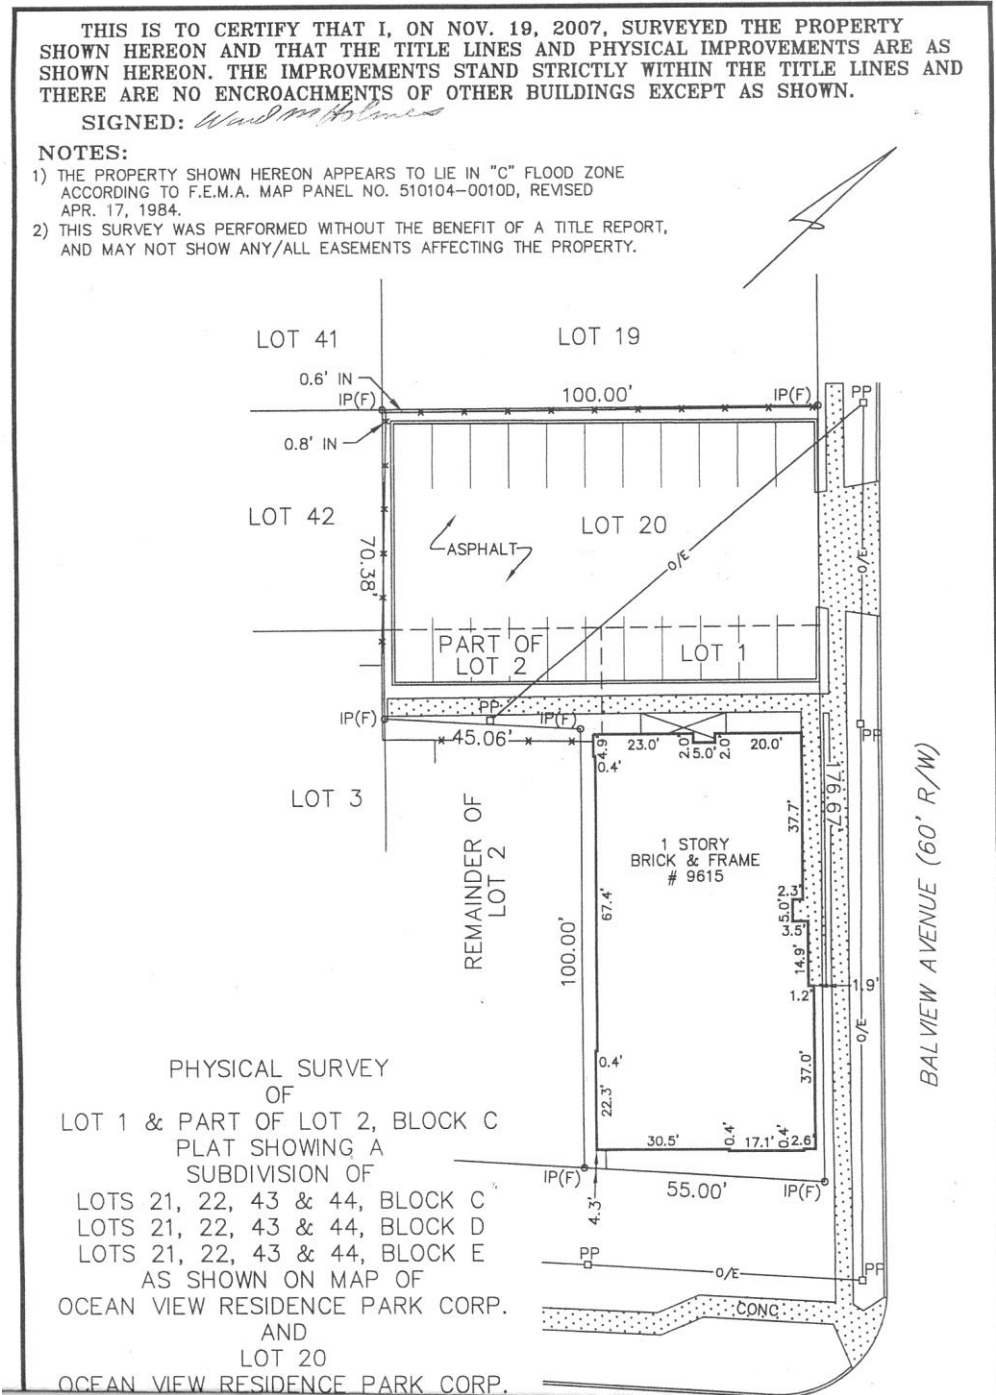 THIS IS TO CERTIFY THAT I, ON NOV. 19, 2007, SURVEYED THE PROPERTY
SHOWN HEREON AND THAT THE TITLE LINES AND PHYSICAL IMPROVEMENTS ARE AS
SHOWN HEREON. THE IMPROVEMENTS STAND STRICTLY WITHIN THE TITLE LINES AND
THERE ARE NO ENCROACHMENTS OF OTHER BUILDINGS EXCEPT AS SHOWN.
SIGNED: Ward M Holmes
NOTES:
1) THE PROPERTY SHOWN HEREON APPEARS TO LIE IN "C" FLOOD ZONE
ACCORDING TO F.E.M.A. MAP PANEL NO. 510104-0010D, REVISED
APR. 17, 1984.
2) THIS SURVEY WAS PERFORMED WITHOUT THE BENEFIT OF A TITLE REPORT,
AND MAY NOT SHOW ANY/ALL EASEMENTS AFFECTING THE PROPERTY.
LOT 41
LOT 19
0.6' IN
IP(F)
100.00'
IP(F)
PP
0.8' IN
LOT 42
LOT 20
ASPHALT
70.38'
O/E
O/E
PART OF
LOT 2
LOT 1
IP(F)
PP
IP(F)
45.06'
4.9'
0.4'
23.0'
2.0'
5.0'
2.0'
20.0'
PP
176.67'
LOT 3
REMAINDER OF
LOT 2
1 STORY
BRICK & FRAME
# 9615
37.7'
67.4'
100.00'
2.3'
5.0'
3.5'
14.9'
1.2'
1.9'
BALVIEW AVENUE (60' R/W)
O/E
0.4'
22.3'
37.0'
30.5'
0.4'
17.1'
0.4'
2.6'
IP(F)
55.00'
IP(F)
4.3'
PP
O/E
PP
CONC
PHYSICAL SURVEY
OF
LOT 1 & PART OF LOT 2, BLOCK C
PLAT SHOWING A
SUBDIVISION OF
LOTS 21, 22, 43 & 44, BLOCK C
LOTS 21, 22, 43 & 44, BLOCK D
LOTS 21, 22, 43 & 44, BLOCK E
AS SHOWN ON MAP OF
OCEAN VIEW RESIDENCE PARK CORP.
AND
LOT 20
OCEAN VIEW RESIDENCE PARK CORP.